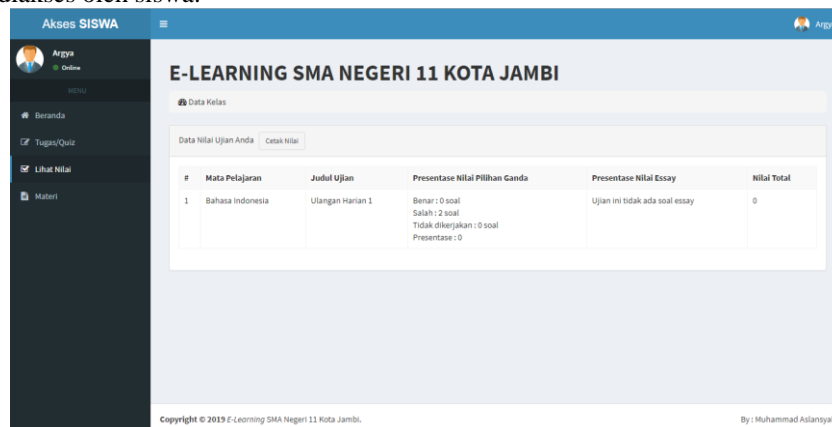 diakses oleh siswa.
Akses SISWA
Argy
Argya
Online
MENU
Beranda
Tugas/Quiz
Lihat Nilai
Materi
E-LEARNING SMA NEGERI 11 KOTA JAMBI
Data Kelas
Data Nilai Ujian Anda Cetak Nilai
# Mata Pelajaran Judul Ujian Presentase Nilai Pilihan Ganda Presentase Nilai Essay Nilai Total
1 Bahasa Indonesia Ulangan Harian 1 Benar : 0 soal Ujian ini tidak ada soal essay 0
Salah : 2 soal
Tidak dikerjakan : 0 soal
Presentase : 0
Copyright © 2019 E-Learning SMA Negeri 11 Kota Jambi. By : Muhammad Aslansya